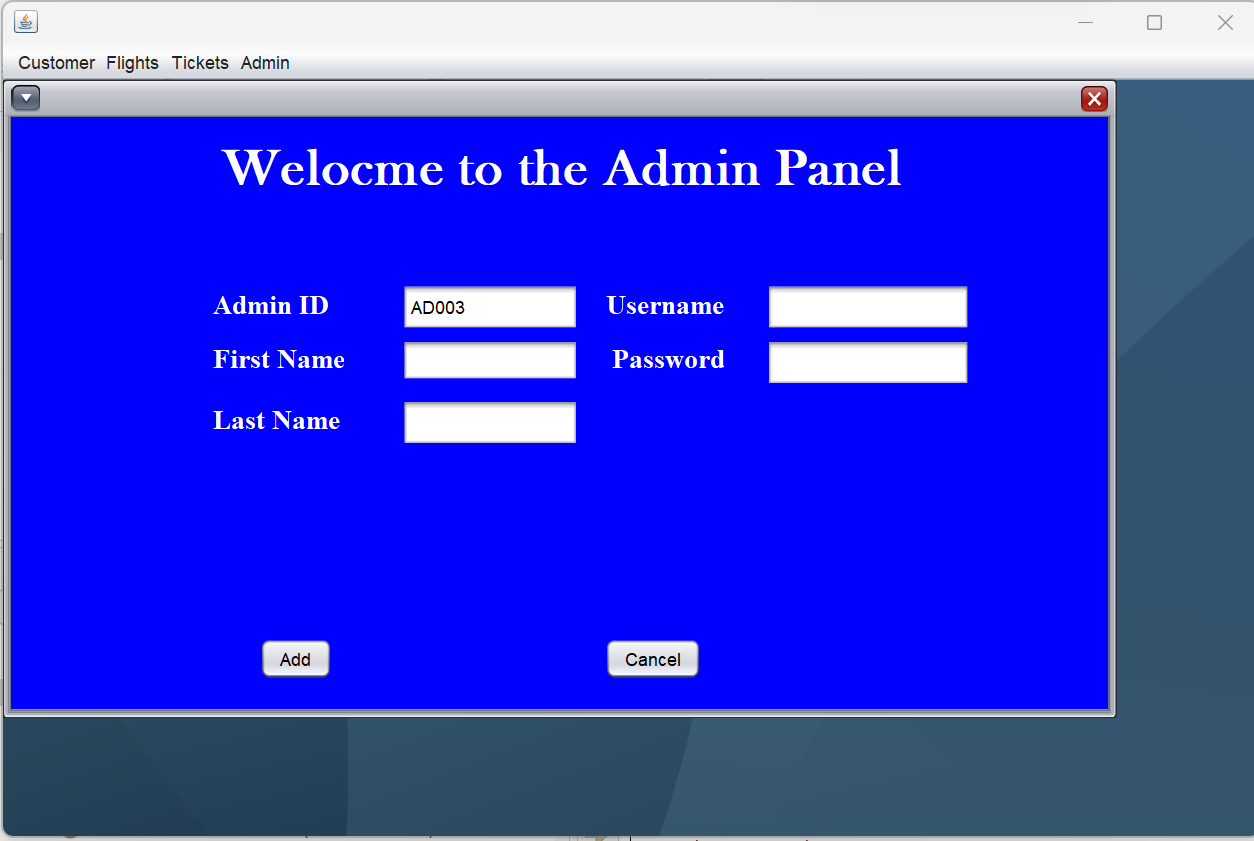 Customer Flights Tickets Admin
Welocme to the Admin Panel
Admin ID AD003 Username
First Name Password
Last Name
Add Cancel